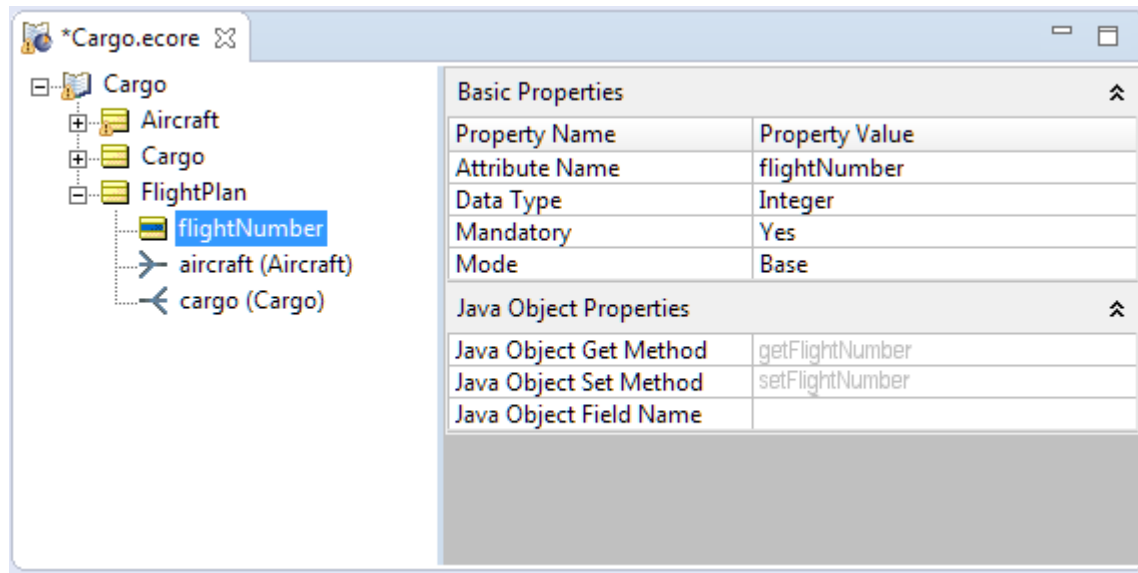 *Cargo.ecore
Cargo
Aircraft
Cargo
FlightPlan
flightNumber
aircraft (Aircraft)
cargo (Cargo)
Basic Properties
Property Name Property Value
Attribute Name flightNumber
Data Type Integer
Mandatory Yes
Mode Base
Java Object Properties
Java Object Get Method getFlightNumber
Java Object Set Method setFlightNumber
Java Object Field Name